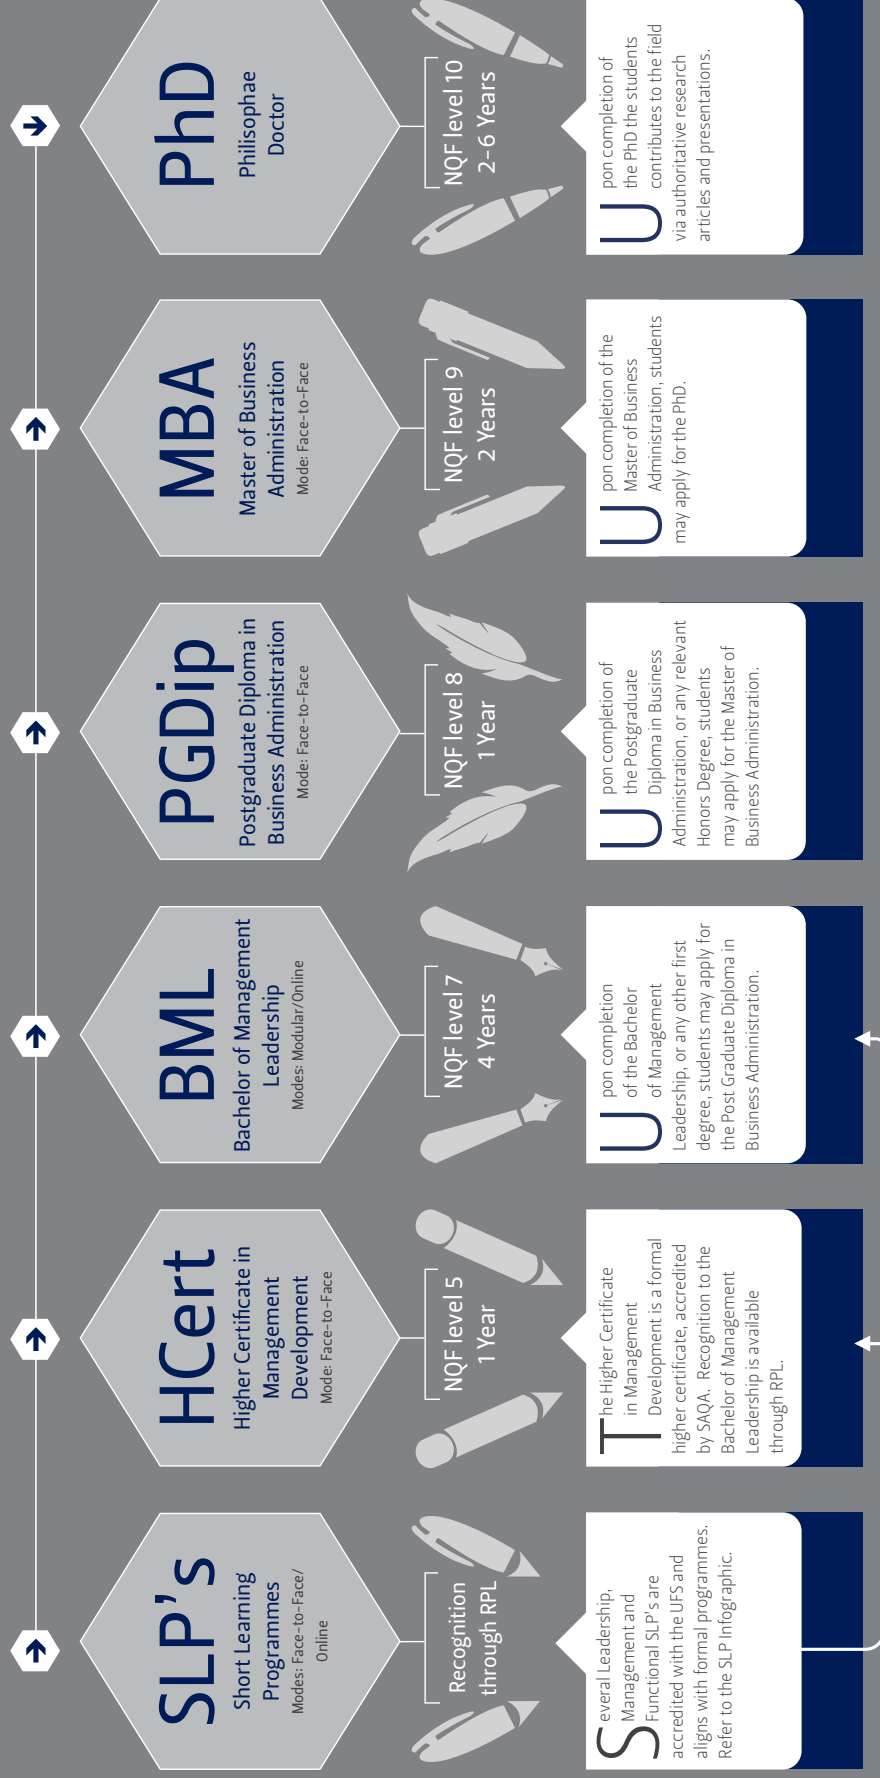 SLP's
Short Learning
Programmes
Modes: Face-to-Face/
Online
Recognition
through RPL
Several Leadership,
Management and
Functional SLP's are
accredited with the UFS and
aligns with formal programmes.
Refer to the SLP Infographic.
HCert
Higher Certificate in
Management
Development
Mode: Face-to-Face
NQF level 5
1 Year
The Higher Certificate
in Management
Development is a formal
higher certificate, accredited
by SAQA. Recognition to the
Bachelor of Management
Leadership is available
through RPL.
BML
Bachelor of Management
Leadership
Modes: Modular/Online
NQF level 7
4 Years
Upon completion
of the Bachelor
of Management
Leadership, or any other first
degree, students may apply for
the Post Graduate Diploma in
Business Administration.
PGDip
Postgraduate Diploma in
Business Administration
Mode: Face-to-Face
NQF level 8
1 Year
Upon completion of
the Postgraduate
Diploma in Business
Administration, or any relevant
Honors Degree, students
may apply for the Master of
Business Administration.
MBA
Master of Business
Administration
Mode: Face-to-Face
NQF level 9
2 Years
Upon completion of the
Master of Business
Administration, students
may apply for the PhD.
PhD
Philisophae
Doctor
NQF level 10
2-6 Years
Upon completion of
the PhD the students
contributes to the field
via authoritative research
articles and presentations.